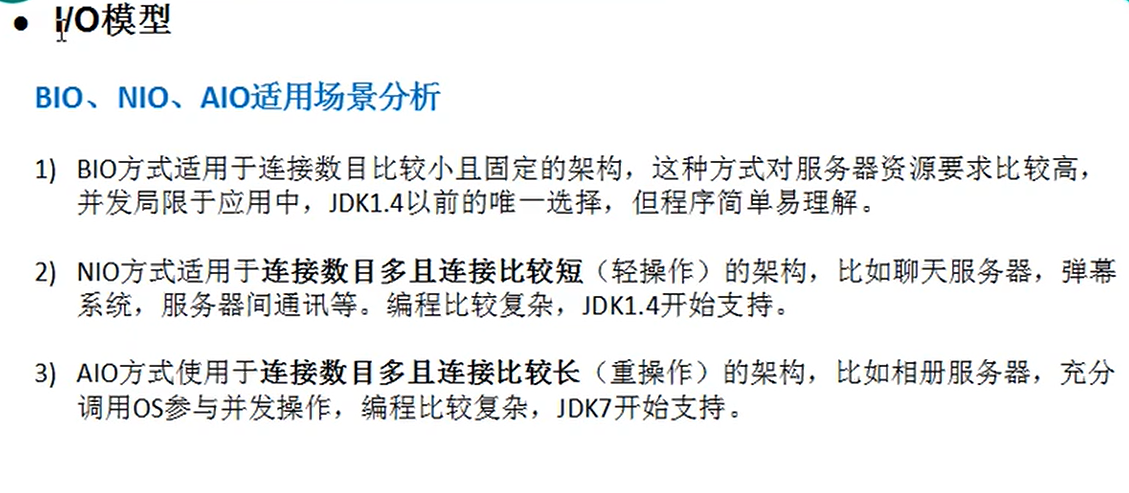 ● I/O模型
BIO、NIO、AIO适用场景分析
1) BIO方式适用于连接数目比较小且固定的架构，这种方式对服务器资源要求比较高，
并发局限于应用中，JDK1.4以前的唯一选择，但程序简单易理解。
2) NIO方式适用于连接数目多且连接比较短（轻操作）的架构，比如聊天服务器，弹幕
系统，服务器间通讯等。编程比较复杂，JDK1.4开始支持。
3) AIO方式使用于连接数目多且连接比较长（重操作）的架构，比如相册服务器，充分
调用OS参与并发操作，编程比较复杂，JDK7开始支持。